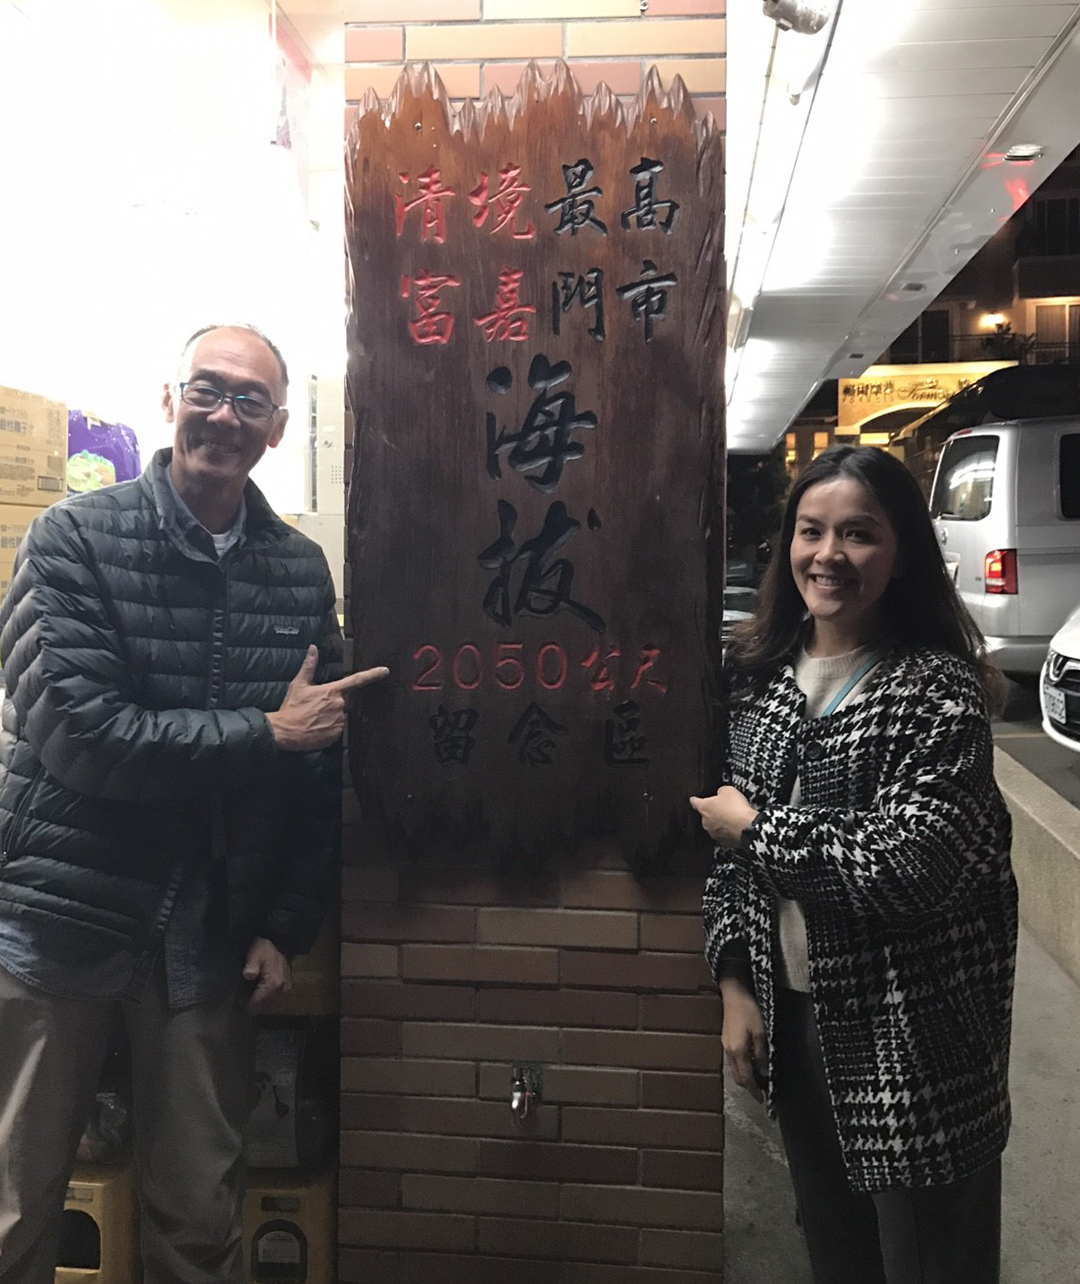 清境最高
富嘉門市
海
拔
2050公尺
留念區